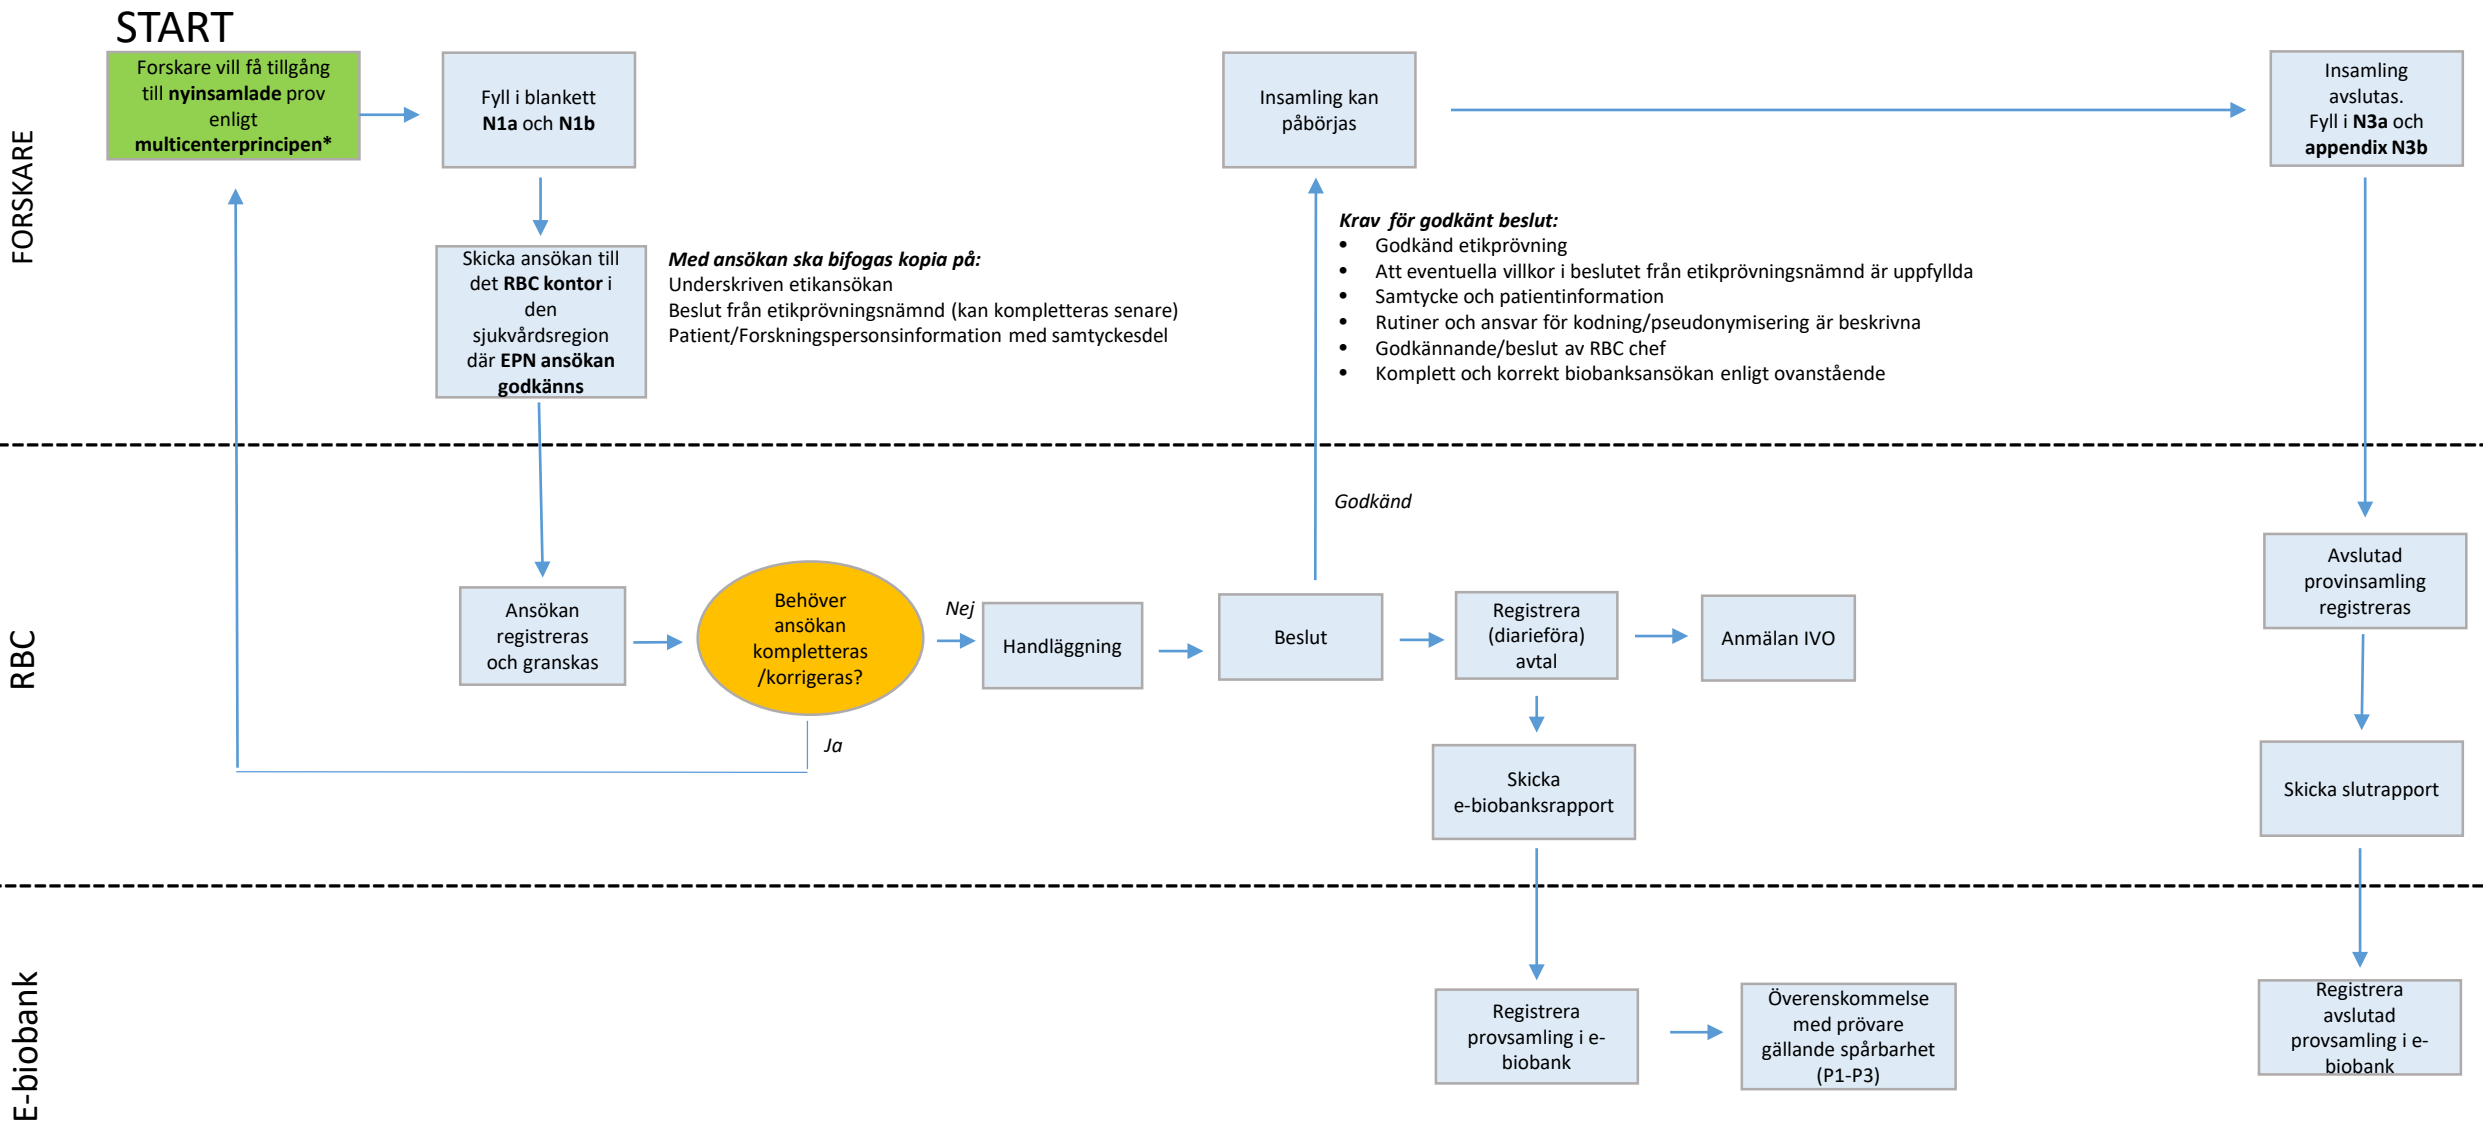 START
FORSKARE
Forskare vill få tillgång
till nyinsamlade prov
enligt
multicenterprincipen*
Fyll i blankett
N1a och N1b
Insamling kan
påbörjas
Insamling
avslutas.
Fyll i N3a och
appendix N3b
Skicka ansökan till
det RBC kontor i
den
sjukvårdsregion
där EPN ansökan
godkänns
Med ansökan ska bifogas kopia på:
Underskriven etikansökan
Beslut från etikprövningsnämnd (kan kompletteras senare)
Patient/Forskningspersonsinformation med samtyckesdel
Krav för godkänt beslut:
• Godkänd etikprövning
• Att eventuella villkor i beslutet från etikprövningsnämnd är uppfyllda
• Samtycke och patientinformation
• Rutiner och ansvar för kodning/pseudonymisering är beskrivna
• Godkännande/beslut av RBC chef
• Komplett och korrekt biobanksansökan enligt ovanstående
RBC
Godkänd
Ansökan
registreras
och granskas
Behöver
ansökan
kompletteras
/korrigeras?
Nej
Ja
Handläggning
Beslut
Registrera
(diarieföra)
avtal
Anmälan IVO
Avslutad
provinsamling
registreras
Skicka
e-biobanksrapport
Skicka slutrapport
E-biobank
Registrera
provsamling i e-
biobank
Överenskommelse
med prövare
gällande spårbarhet
(P1-P3)
Registrera
avslutad
provsamling i e-
biobank